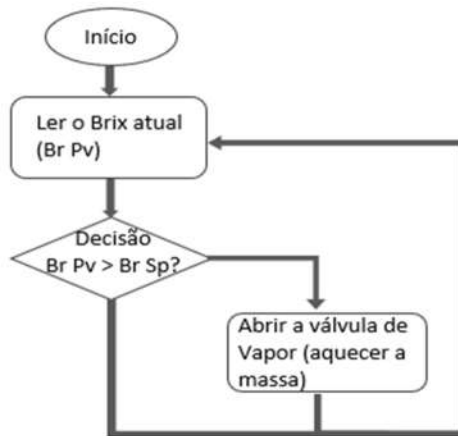 Início
Ler o Brix atual
(Br Pv)
Decisão
Br Pv > Br Sp?
Abrir a válvula de
Vapor (aquecer a
massa)